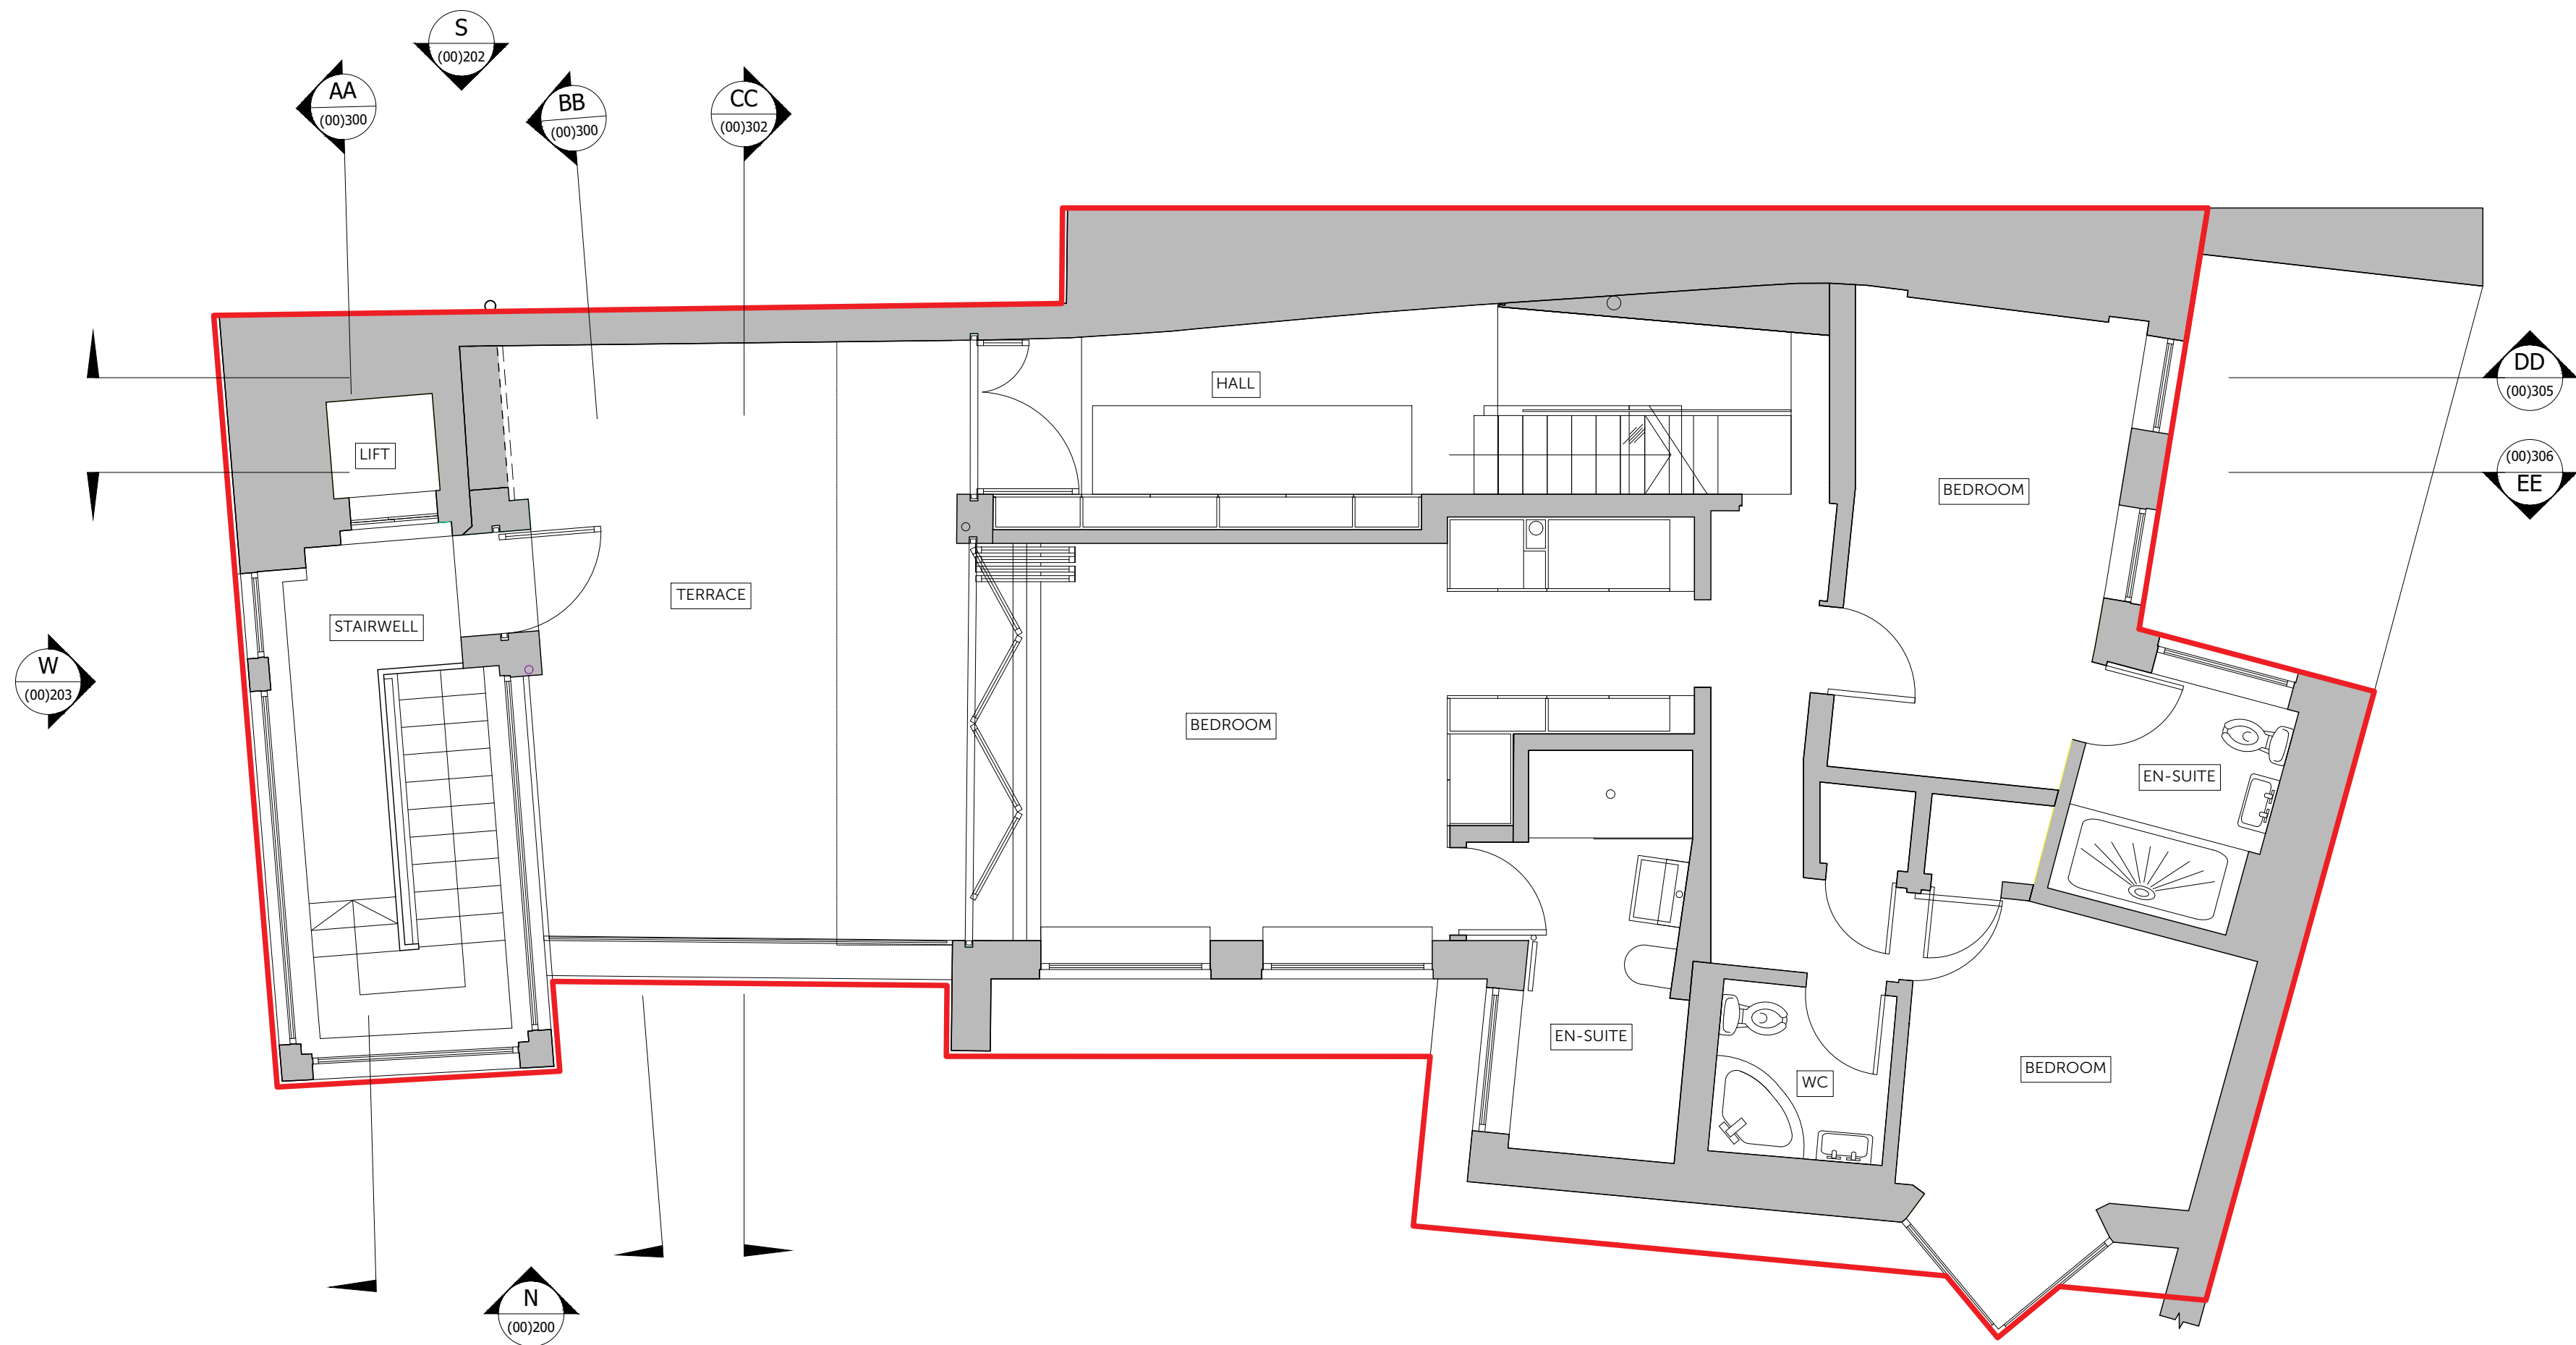 S
(00)202
AA
(00)300
BB
(00)300
CC
(00)302
HALL
DD
(00)305
LIFT
(00)306
EE
BEDROOM
TERRACE
STAIRWELL
W
(00)203
BEDROOM
EN-SUITE
EN-SUITE
BEDROOM
WC
N
(00)200